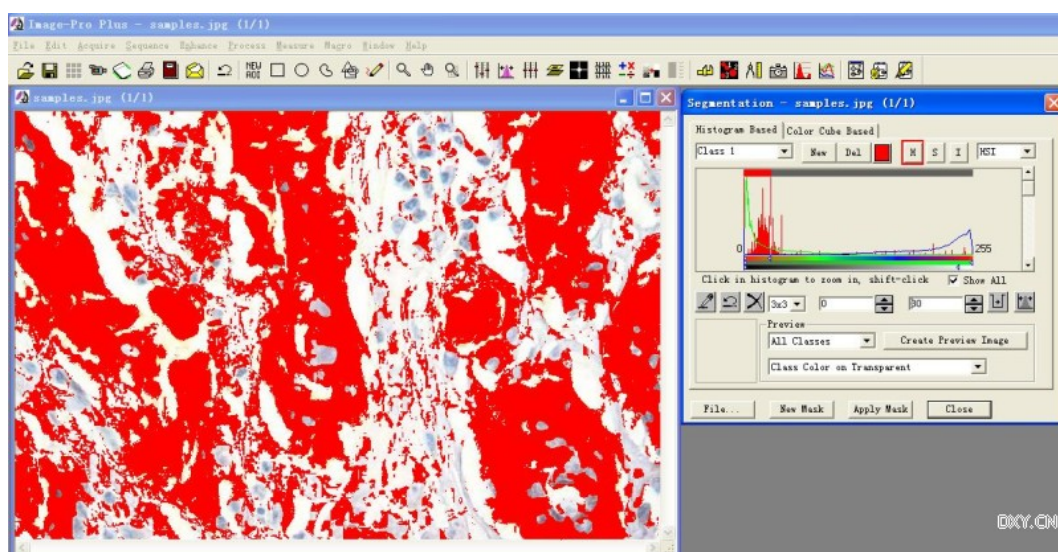 Image-Pro Plus - samples.jpg (1/1)
File Edit Acquire Sequence Enhance Process Measure Macro Window Help
NEW
AOI
samples.jpg (1/1)
Segmentation - samples.jpg (1/1)
Histogram Based Color Cube Based
Class 1 New Del H S I HSI
0 255
Click in histogram to zoom in, shift-click Show All
3x3 0 30
Preview
All Classes Create Preview Image
Class Color on Transparent
File... New Mask Apply Mask Close
DXY.CN